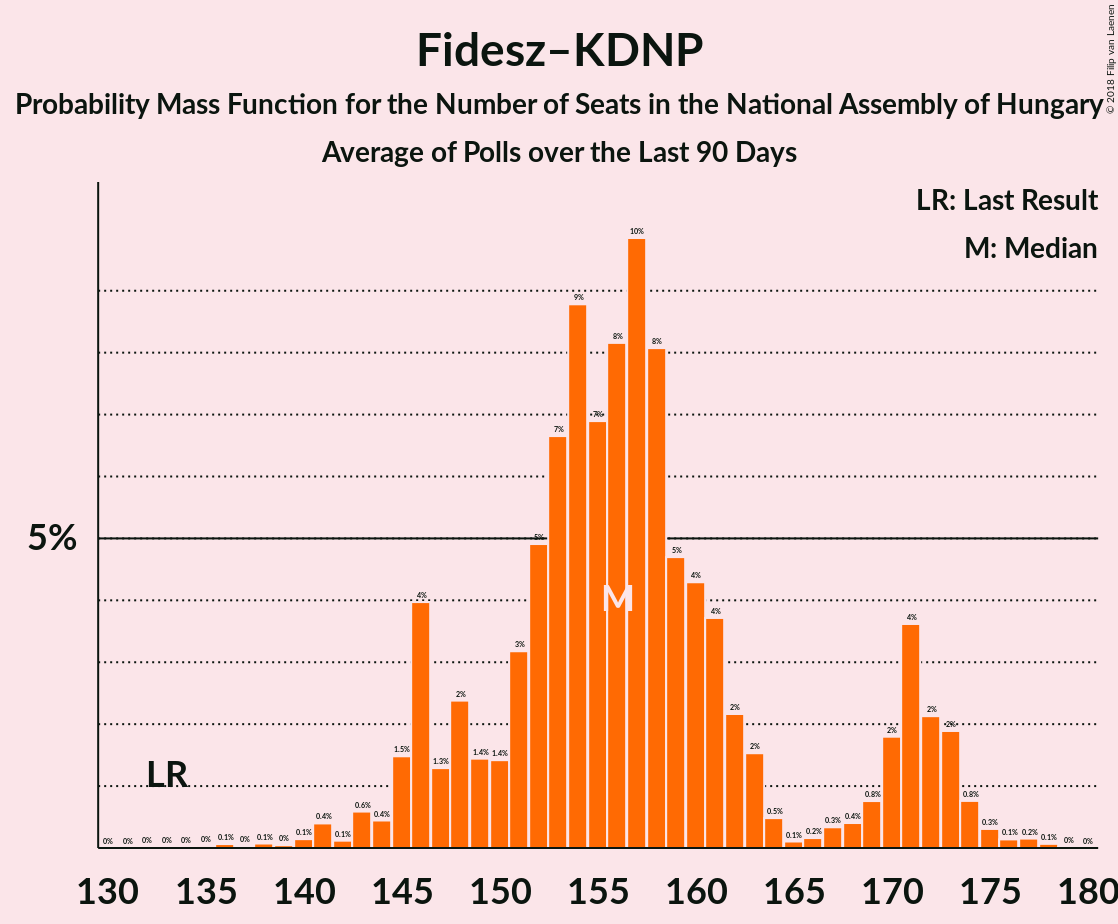 Fidesz–KDNP
Probability Mass Function for the Number of Seats in the National Assembly of Hungary
Average of Polls over the Last 90 Days
© 2018 Filip van Laenen
LR: Last Result
M: Median
5%
LR
M
0% 0% 0% 0% 0% 0% 0.1% 0% 0.1% 0% 0.1% 0.4% 0.1% 0.6% 0.4% 1.5% 4% 1.3% 2% 1.4% 1.4% 3% 5% 7% 9% 7% 8% 10% 8% 5% 4% 4% 2% 2% 0.5% 0.1% 0.2% 0.3% 0.4% 0.8% 2% 4% 2% 2% 0.8% 0.3% 0.1% 0.2% 0.1% 0% 0%
130 135 140 145 150 155 160 165 170 175 180